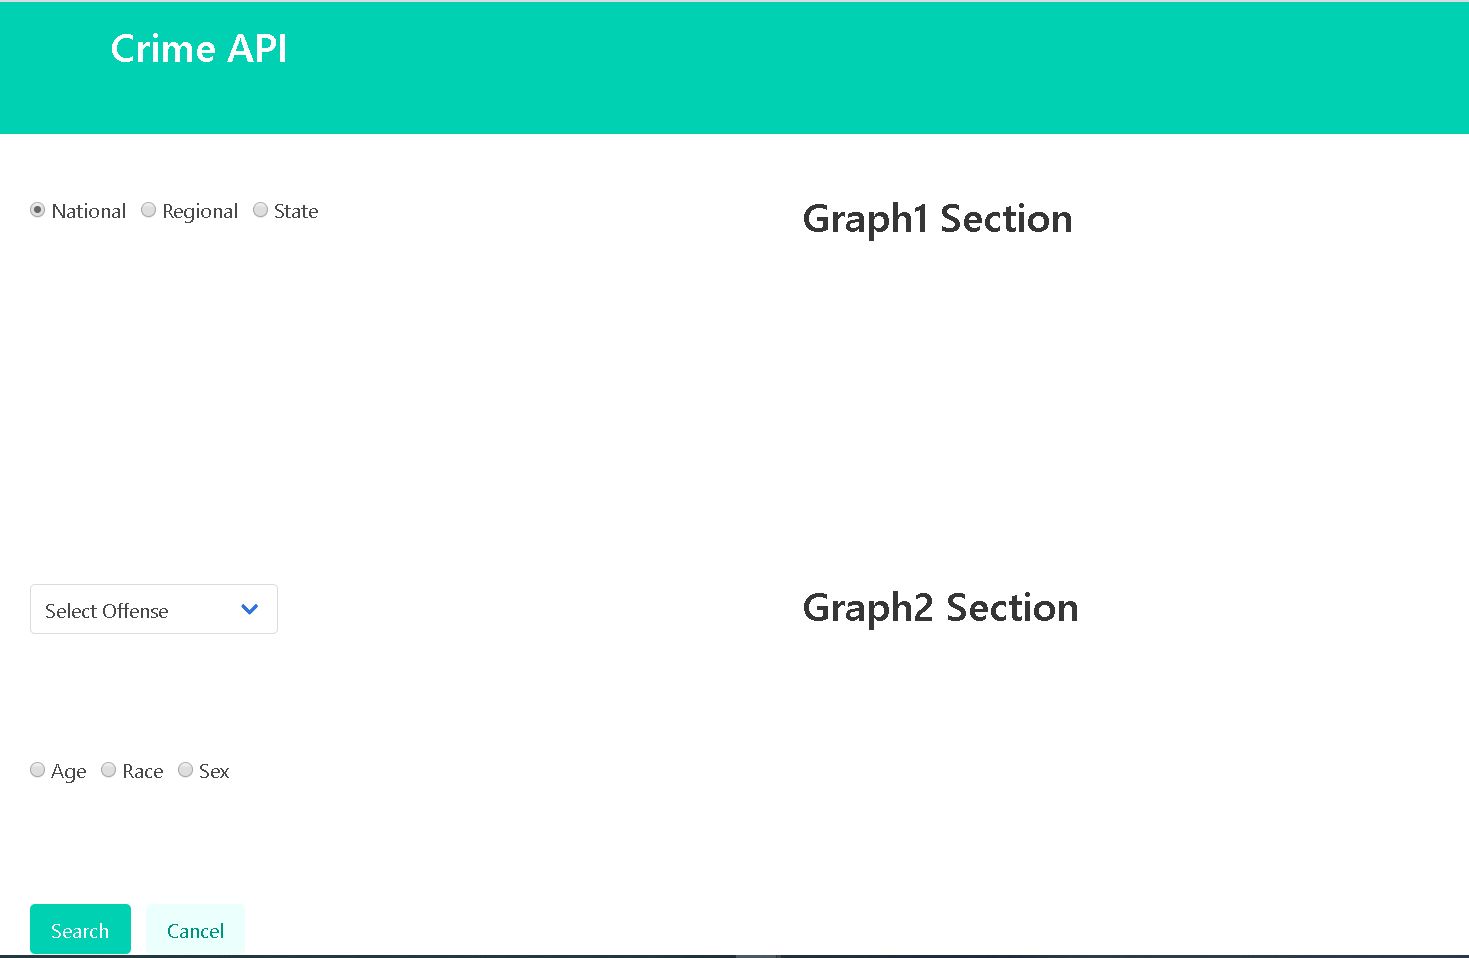 Crime API
National Regional State
Graph1 Section
Select Offense
Graph2 Section
Age Race Sex
Search Cancel